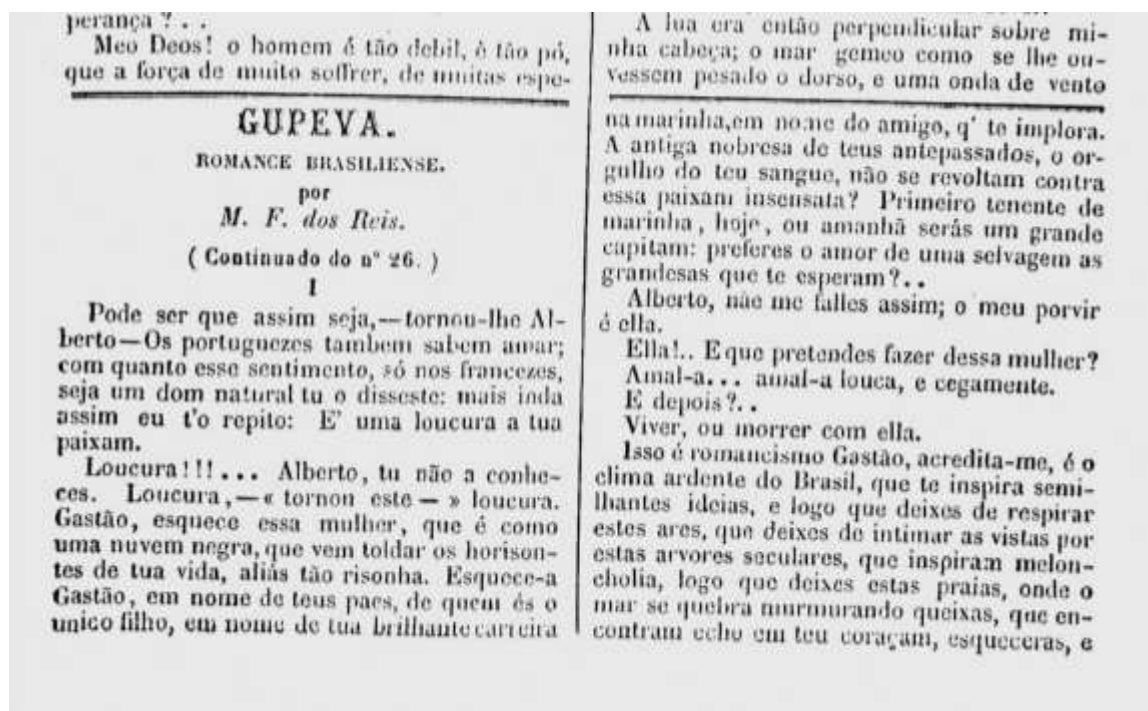 perança ?..
Meo Deos! o homem é tão debil, é tão pó,
que a força de muito soffrer, de muitas espe-
A lua era então perpendicular sobre mi-
nha cabeça; o mar gemeo como se lhe ou-
vessem pesado o dorso, e uma onda de vento
GUPEVA.
ROMANCE BRASILIENSE.
por
M. F. dos Reis.
( Continuado do nº 26. )
I
Pode ser que assim seja,—tornou-lhe Al-
berto—Os portuguezes tambem sabem amar;
com quanto esse sentimento, só nos francezes,
seja um dom natural tu o disseste: mais inda
assim eu t'o repito: E' uma loucura a tua
paixam.
Loucura!!!... Alberto, tu não a conhe-
ces. Loucura,—« tornou este — » loucura.
Gastão, esquece essa mulher, que é como
uma nuvem negra, que vem toldar os horison-
tes de tua vida, aliás tão risonha. Esquece-a
Gastão, em nome de teus paes, de quem és o
unico filho, em nome de tua brilhante carreira
na marinha,em nome do amigo, q' te implora.
A antiga nobresa de teus antepassados, o or-
gulho do teu sangue, não se revoltam contra
essa paixam insensata? Primeiro tenente de
marinha, hoje, ou amanhã serás um grande
capitam: preferes o amor de uma selvagem as
grandesas que te esperam?..
Alberto, não me falles assim; o meu porvir
é ella.
Ella!.. E que pretendes fazer dessa mulher?
Amal-a... amal-a louca, e cegamente.
E depois?..
Viver, ou morrer com ella.
Isso é romancismo Gastão, acredita-me, é o
clima ardente do Brasil, que te inspira semi-
lhantes ideias, e logo que deixes de respirar
estes ares, que deixes de intimar as vistas por
estas arvores seculares, que inspiram melon-
cholia, logo que deixes estas praias, onde o
mar se quebra murmurando queixas, que en-
contram echo em teu coraçam, esqueceras, e